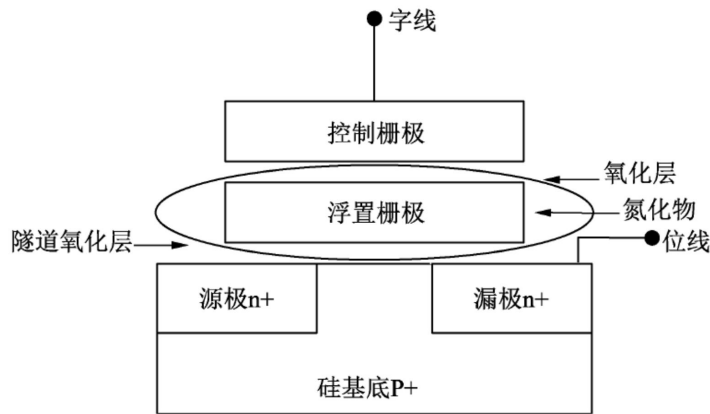 字线
控制栅极
氧化层
浮置栅极
氮化物
隧道氧化层
位线
源极n+
漏极n+
硅基底P+